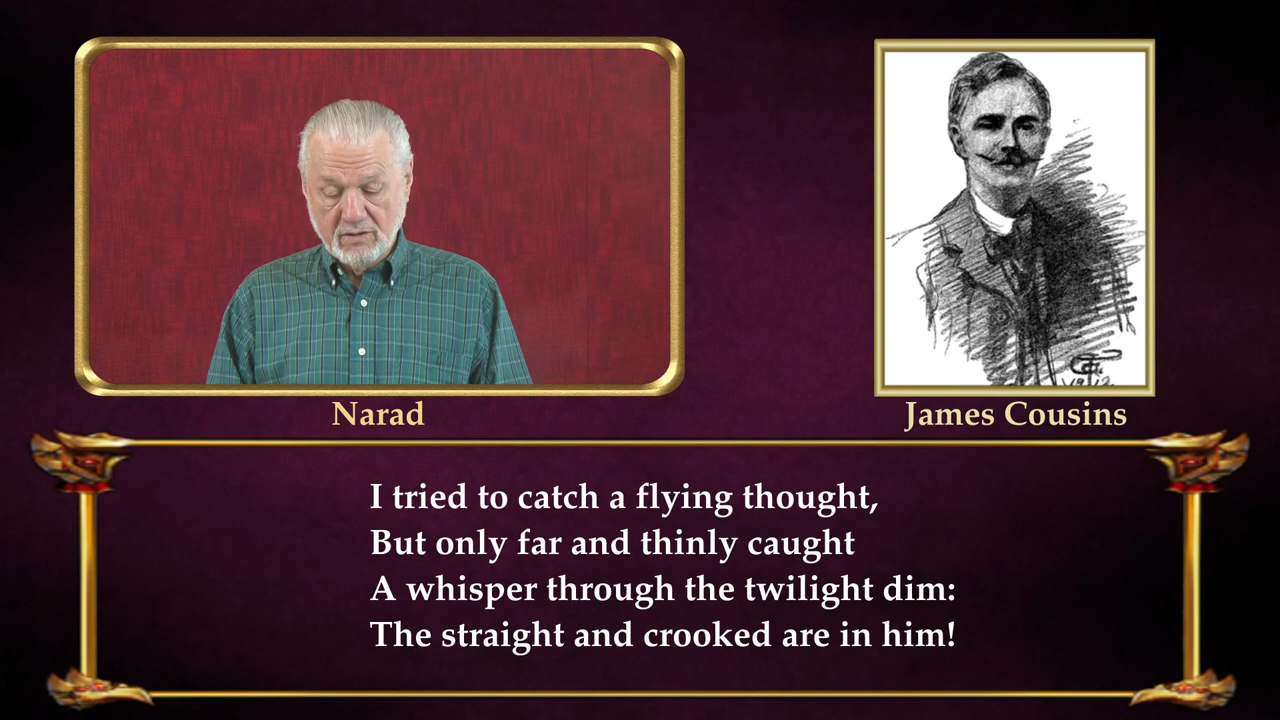 Narad
James Cousins
I tried to catch a flying thought,
But only far and thinly caught
A whisper through the twilight dim:
The straight and crooked are in him!